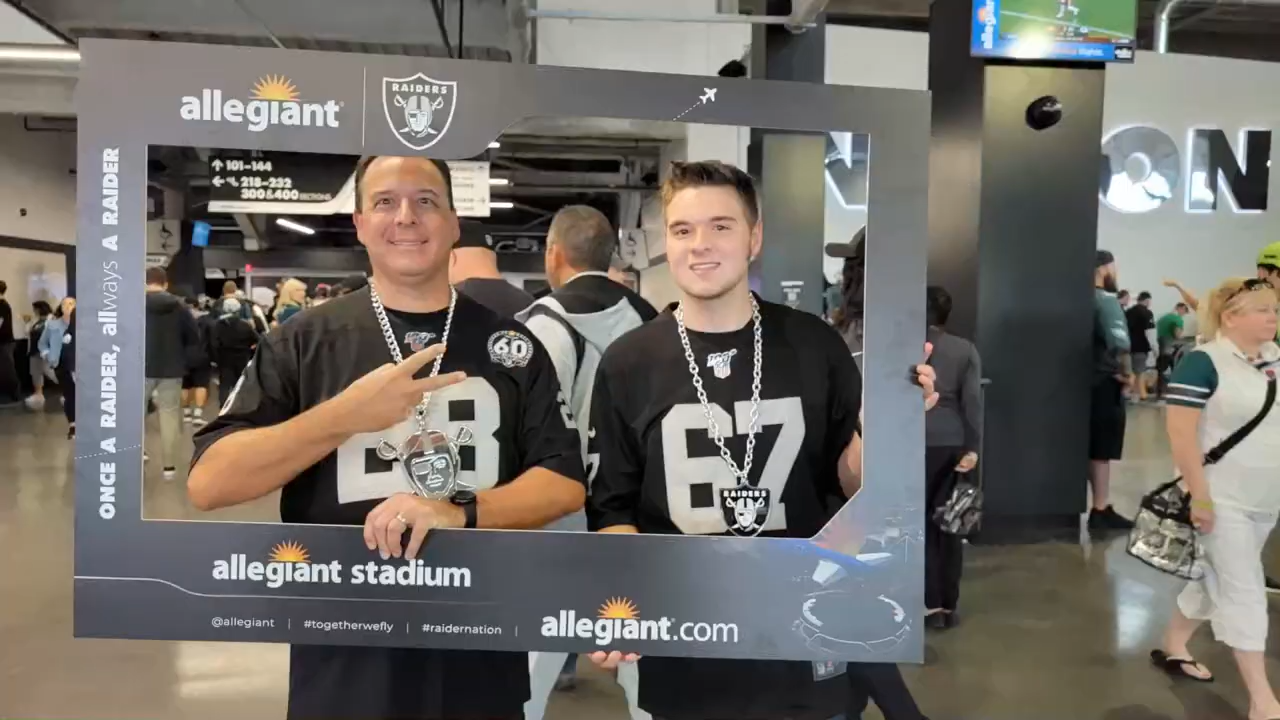 allegiant
RAIDERS
ONCE A RAIDER, allways A RAIDER
101-144
218-232
300 & 400 SECTIONS
ON
60
28
67
RAIDERS
allegiant stadium
@allegiant | #togetherwefly | #raidernation |
allegiant.com